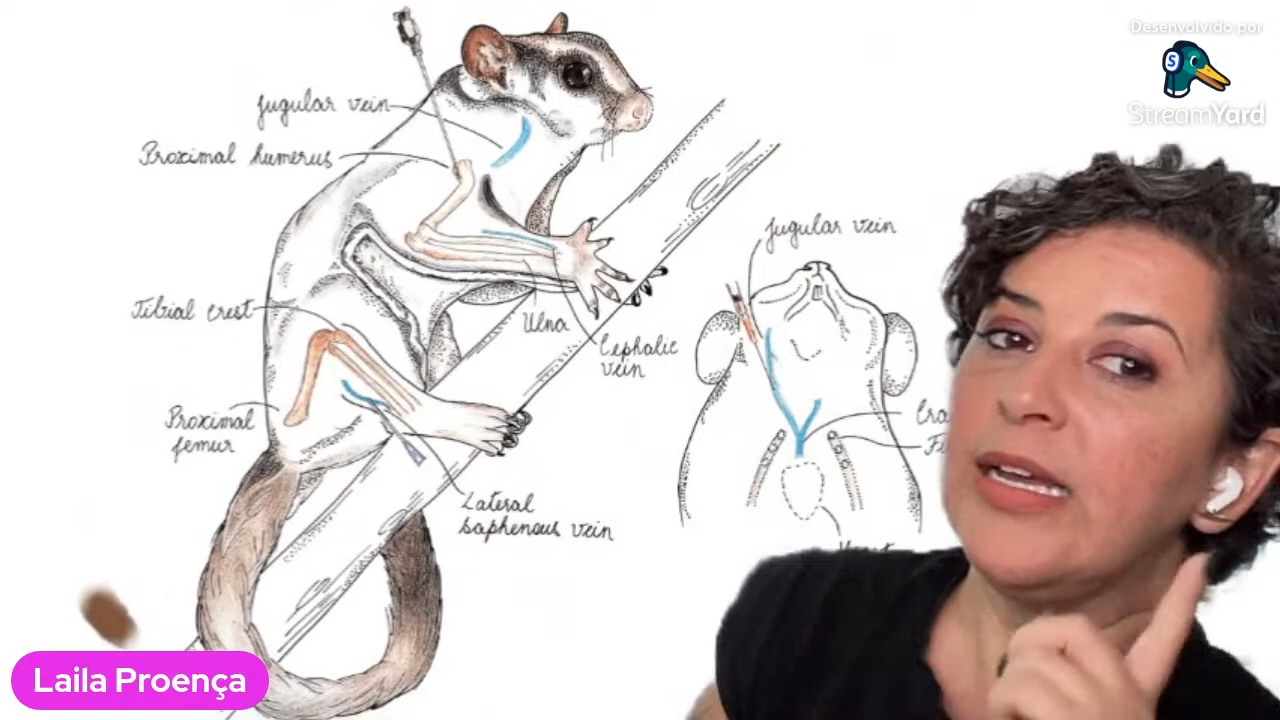 Desenvolvido por
StreamYard
jugular vein
Proximal humerus
jugular vein
Tibial crest
Ulna
Cephalic
vein
Proximal
femur
Lateral
saphenous vein
Laila Proença